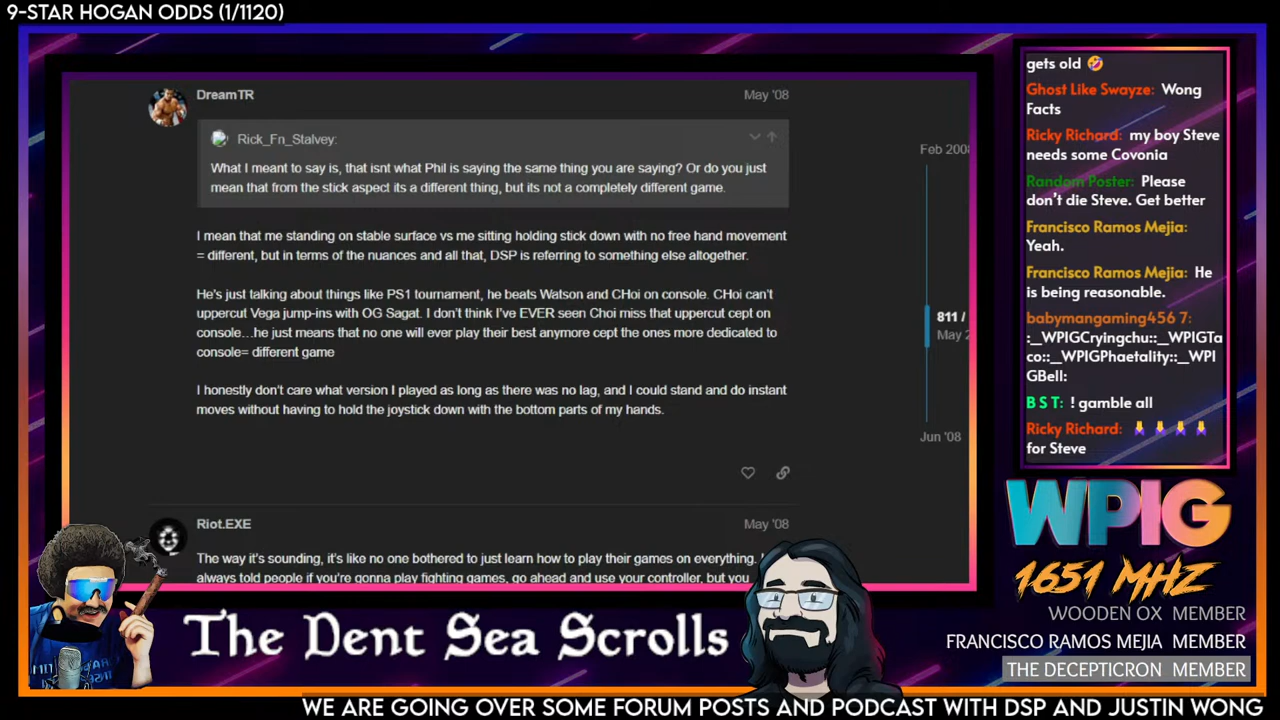 9-STAR HOGAN ODDS (1/1120)
DreamTR
May '08
Rick_Fn_Stalvey:
What I meant to say is, that isnt what Phil is saying the same thing you are saying? Or do you just
mean that from the stick aspect its a different thing, but its not a completely different game.
I mean that me standing on stable surface vs me sitting holding stick down with no free hand movement
= different, but in terms of the nuances and all that, DSP is referring to something else altogether.
He's just talking about things like PS1 tournament, he beats Watson and CHoi on console. CHoi can't
uppercut Vega jump-ins with OG Sagat. I don't think I've EVER seen Choi miss that uppercut cept on
console…he just means that no one will ever play their best anymore cept the ones more dedicated to
console= different game
I honestly don't care what version I played as long as there was no lag, and I could stand and do instant
moves without having to hold the joystick down with the bottom parts of my hands.
Riot.EXE
May '08
The way it's sounding, it's like no one bothered to just learn how to play their games on everything.
always told people if you're gonna play fighting games, go ahead and use your controller, but you
Feb 2008
811 /
May 2
Jun '08
gets old 🤣
Ghost Like Swayze: Wong
Facts
Ricky Richard: my boy Steve
needs some Covonia
Random Poster: Please
don't die Steve. Get better
Francisco Ramos Mejia:
Yeah.
Francisco Ramos Mejia: He
is being reasonable.
babymangaming456 7:
:__WPIGCryingchu::__WPIGTa
co::__WPIGPhaetality::__WPI
GBell:
B S T: ! gamble all
Ricky Richard:
for Steve
WPIG
1651 MHZ
WOODEN OX MEMBER
FRANCISCO RAMOS MEJIA MEMBER
THE DECEPTICRON MEMBER
The Dent Sea Scrolls
WE ARE GOING OVER SOME FORUM POSTS AND PODCAST WITH DSP AND JUSTIN WONG